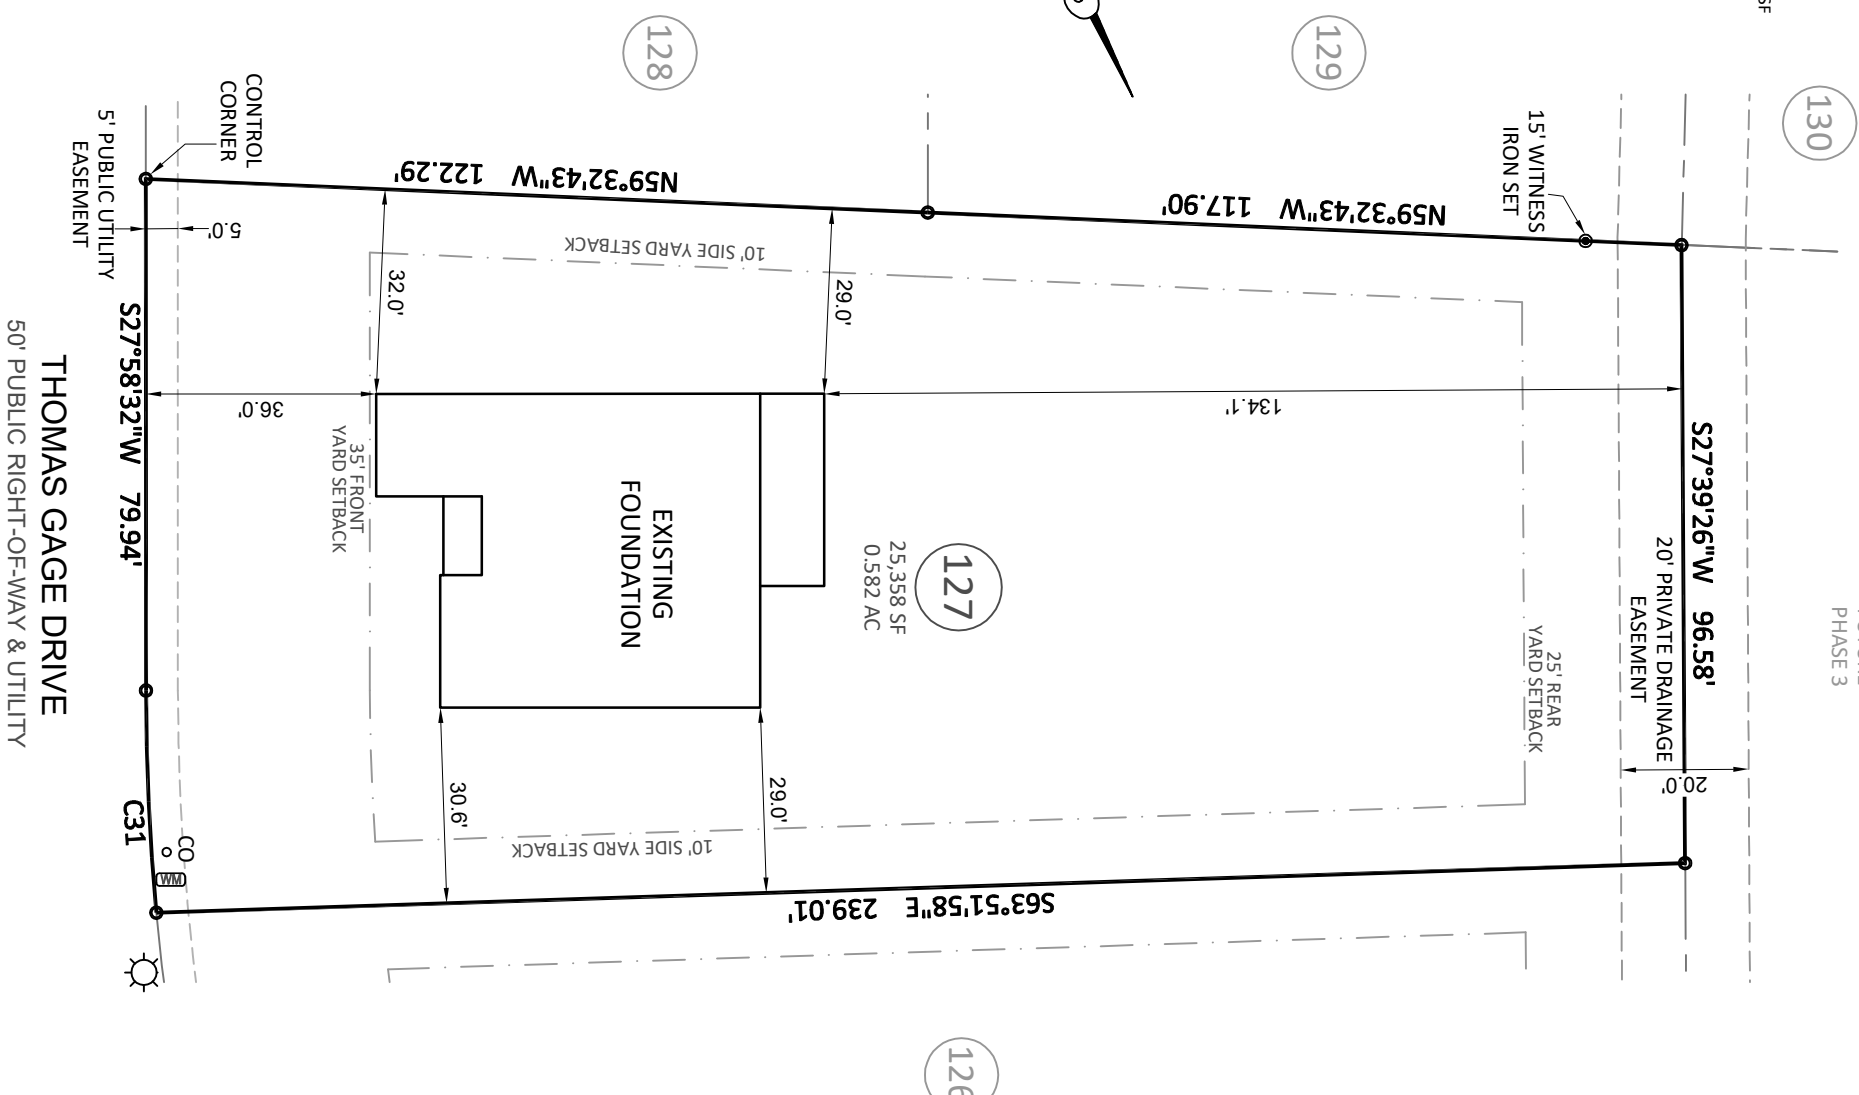 SF
128
129
130
CONTROL
CORNER
5' PUBLIC UTILITY
EASEMENT
15' WITNESS
IRON SET
N59°32'43"W 122.29'
N59°32'43"W 117.90'
5.0'
10' SIDE YARD SETBACK
32.0'
29.0'
S27°58'32"W 79.94'
36.0'
134.1'
S27°39'26"W 96.58'
THOMAS GAGE DRIVE
50' PUBLIC RIGHT-OF-WAY & UTILITY
35' FRONT
YARD SETBACK
EXISTING
FOUNDATION
127
25,358 SF
0.582 AC
20' PRIVATE DRAINAGE
EASEMENT
25' REAR
YARD SETBACK
PHASE 3
20.0'
C31
CO
WM
30.6'
29.0'
10' SIDE YARD SETBACK
S63°51'58"E 239.01'
126